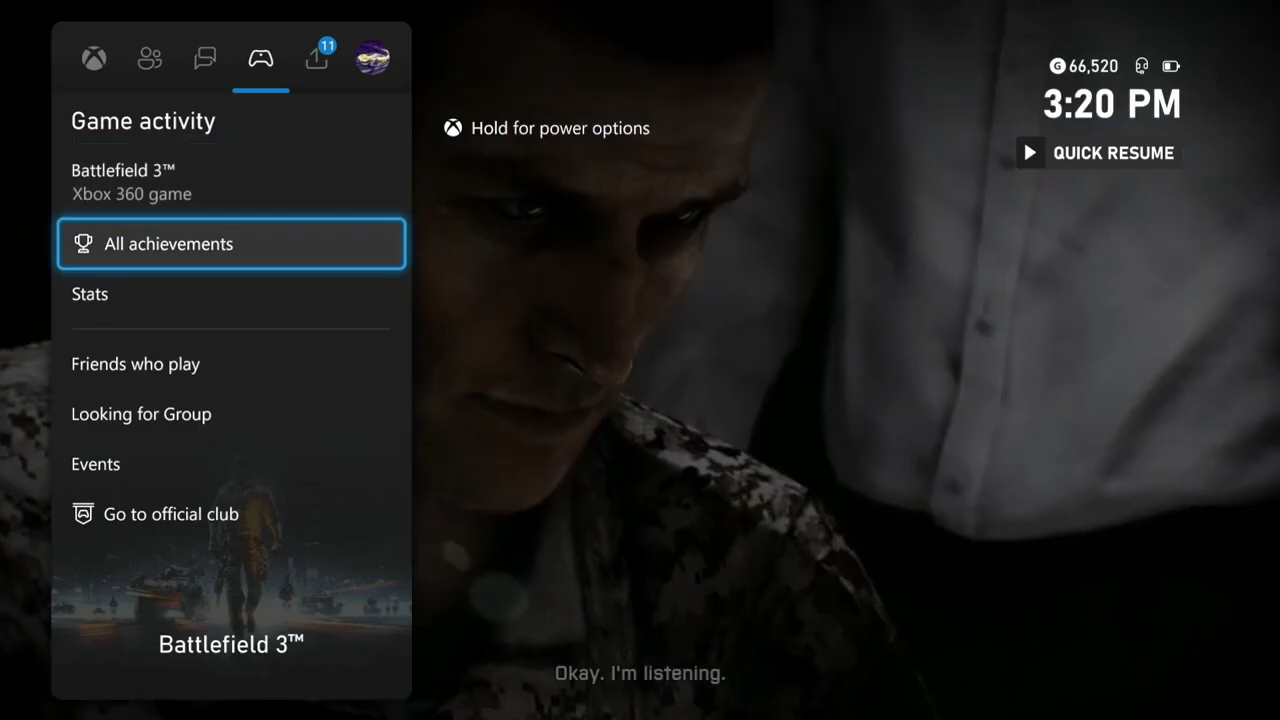 11
Game activity
Battlefield 3™
Xbox 360 game
All achievements
Stats
Friends who play
Looking for Group
Events
Go to official club
Battlefield 3™
Hold for power options
G 66,520
3:20 PM
QUICK RESUME
Okay. I'm listening.